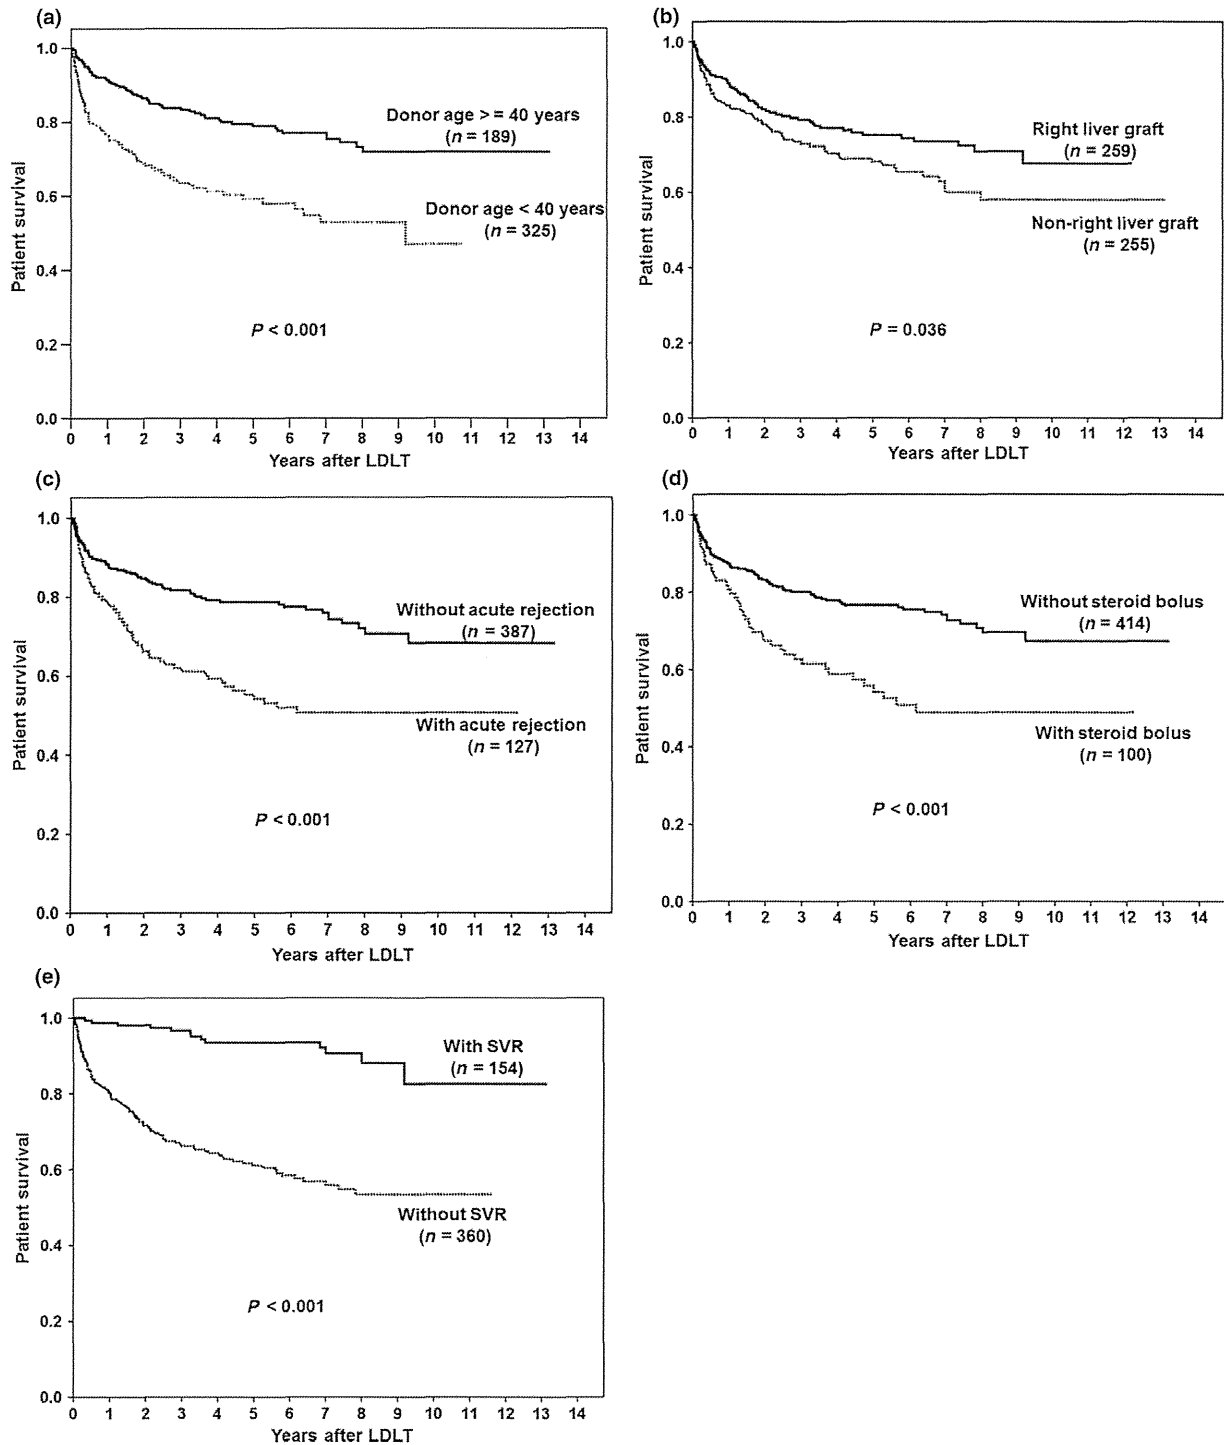 (a)
1.0
0.8
0.6
0.4
0.2
0.0
Patient survival
Donor age > = 40 years
(n = 189)
Donor age < 40 years
(n = 325)
P < 0.001
0 1 2 3 4 5 6 7 8 9 10 11 12 13 14
Years after LDLT
(b)
1.0
0.8
0.6
0.4
0.2
0.0
Patient survival
Right liver graft
(n = 259)
Non-right liver graft
(n = 255)
P = 0.036
0 1 2 3 4 5 6 7 8 9 10 11 12 13 14
Years after LDLT
(c)
1.0
0.8
0.6
0.4
0.2
0.0
Patient survival
Without acute rejection
(n = 387)
With acute rejection
(n = 127)
P < 0.001
0 1 2 3 4 5 6 7 8 9 10 11 12 13 14
Years after LDLT
(d)
1.0
0.8
0.6
0.4
0.2
0.0
Patient survival
Without steroid bolus
(n = 414)
With steroid bolus
(n = 100)
P < 0.001
0 1 2 3 4 5 6 7 8 9 10 11 12 13 14
Years after LDLT
(e)
1.0
0.8
0.6
0.4
0.2
0.0
Patient survival
With SVR
(n = 154)
Without SVR
(n = 360)
P < 0.001
0 1 2 3 4 5 6 7 8 9 10 11 12 13 14
Years after LDLT